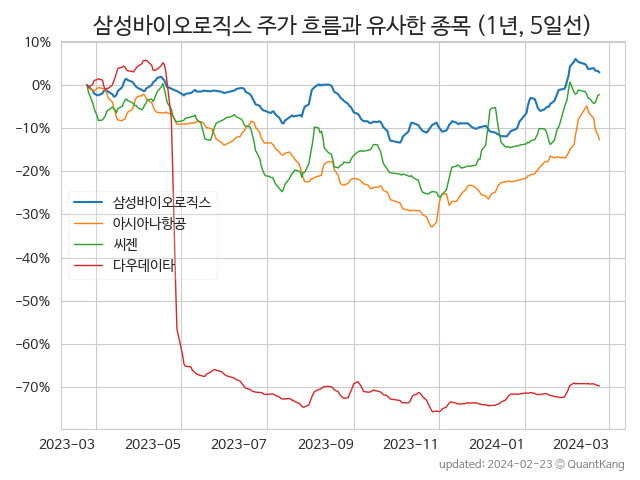 삼성바이오로직스 주가 흐름과 유사한 종목 (1년, 5일선)
10%
0%
−10%
−20%
−30%
−40%
−50%
−60%
−70%
삼성바이오로직스
아시아나항공
씨젠
다우데이타
2023−03 2023−05 2023−07 2023−09 2023−11 2024−01 2024−03
updated: 2024-02-23 ⓒ QuantKang